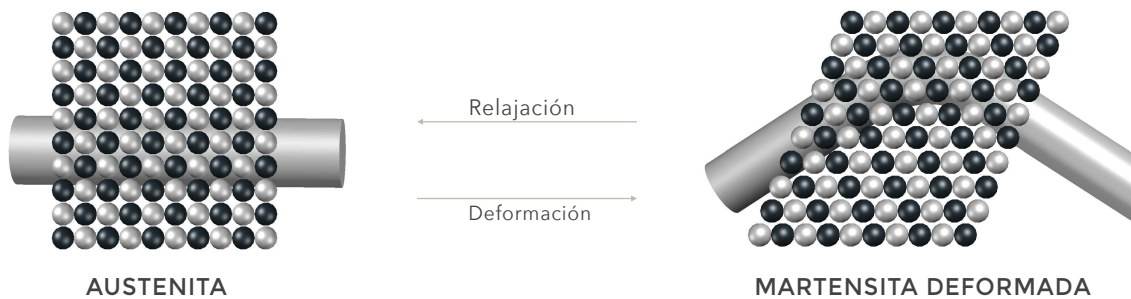 Relajación
Deformación
AUSTENITA
MARTENSITA DEFORMADA